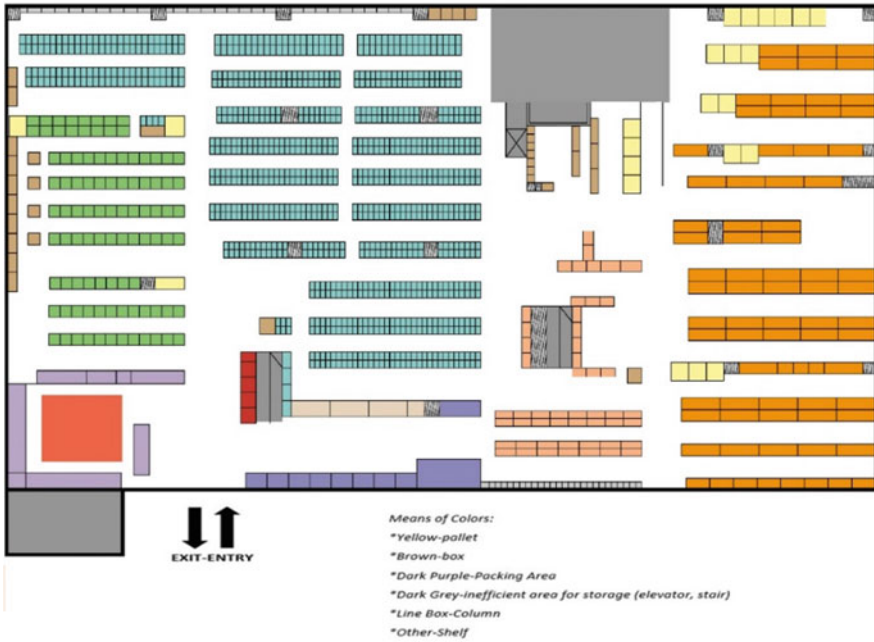 EXIT-ENTRY
Means of Colors:
*Yellow-pallet
*Brown-box
*Dark Purple-Packing Area
*Dark Grey-inefficient area for storage (elevator, stair)
*Line Box-Column
*Other-Shelf